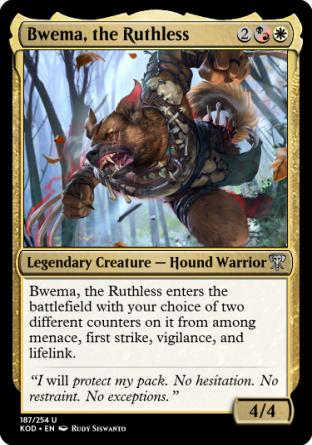 Bwema, the Ruthless 2
Legendary Creature — Hound Warrior
Bwema, the Ruthless enters the
battlefield with your choice of two
different counters on it from among
menace, first strike, vigilance, and
lifelink.
“I will protect my pack. No hesitation. No
restraint. No exceptions.”
4/4
187/254 U
KOD • EN Rudy Siswanto